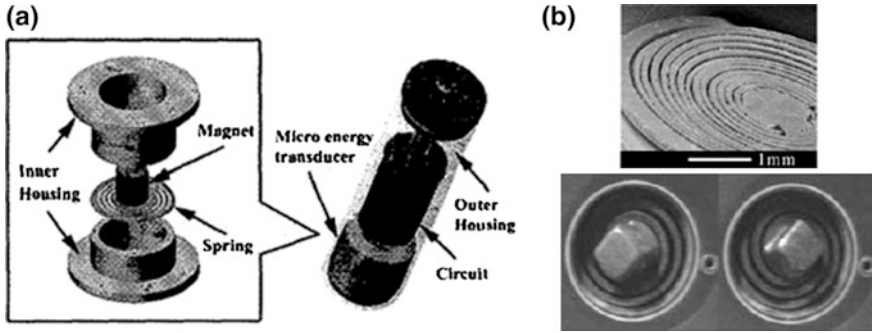 (a)
Magnet
Inner
Housing
Spring
Micro energy
transducer
Outer
Housing
Circuit
(b)
1mm